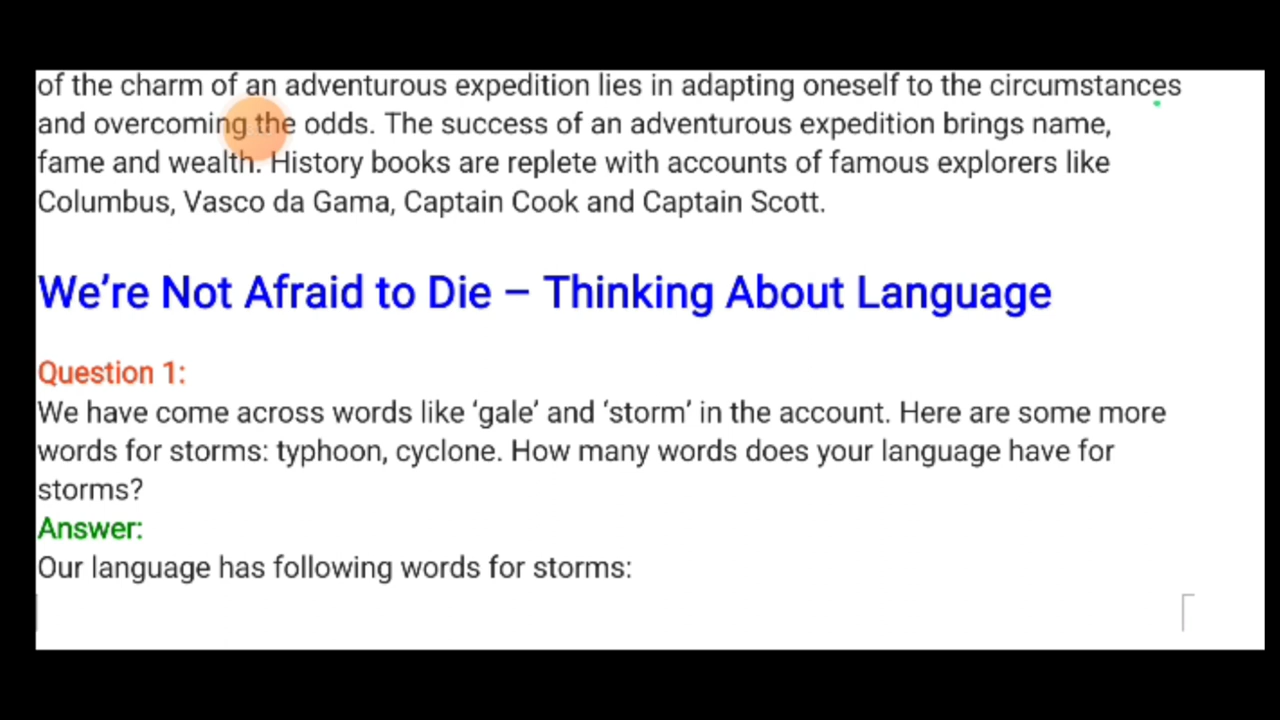 of the charm of an adventurous expedition lies in adapting oneself to the circumstances
and overcoming the odds. The success of an adventurous expedition brings name,
fame and wealth. History books are replete with accounts of famous explorers like
Columbus, Vasco da Gama, Captain Cook and Captain Scott.
We’re Not Afraid to Die – Thinking About Language
Question 1:
We have come across words like ‘gale’ and ‘storm’ in the account. Here are some more
words for storms: typhoon, cyclone. How many words does your language have for
storms?
Answer:
Our language has following words for storms: